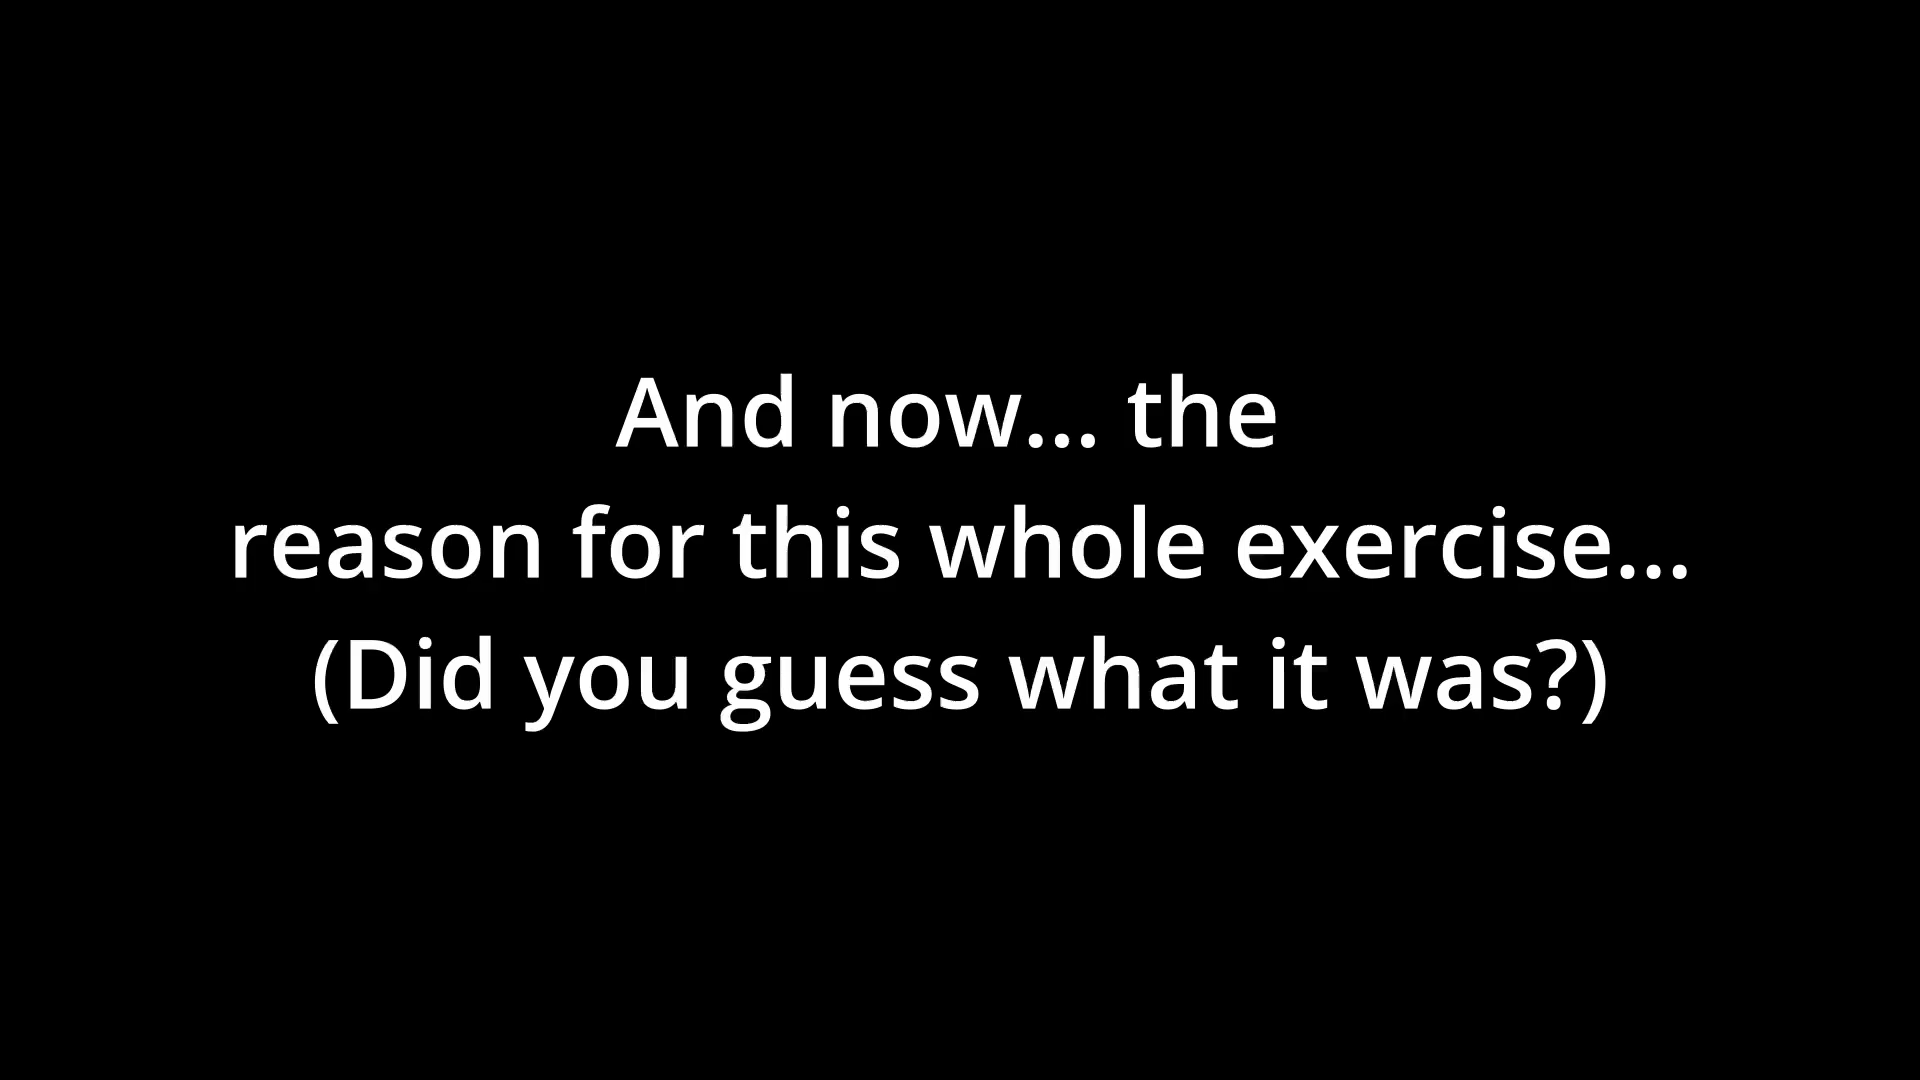 And now... the
reason for this whole exercise...
(Did you guess what it was?)